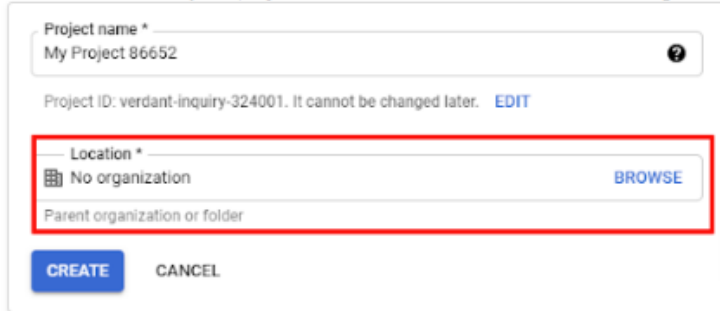 Project name *
My Project 86652
Project ID: verdant-inquiry-324001. It cannot be changed later. EDIT
Location *
No organization BROWSE
Parent organization or folder
CREATE CANCEL